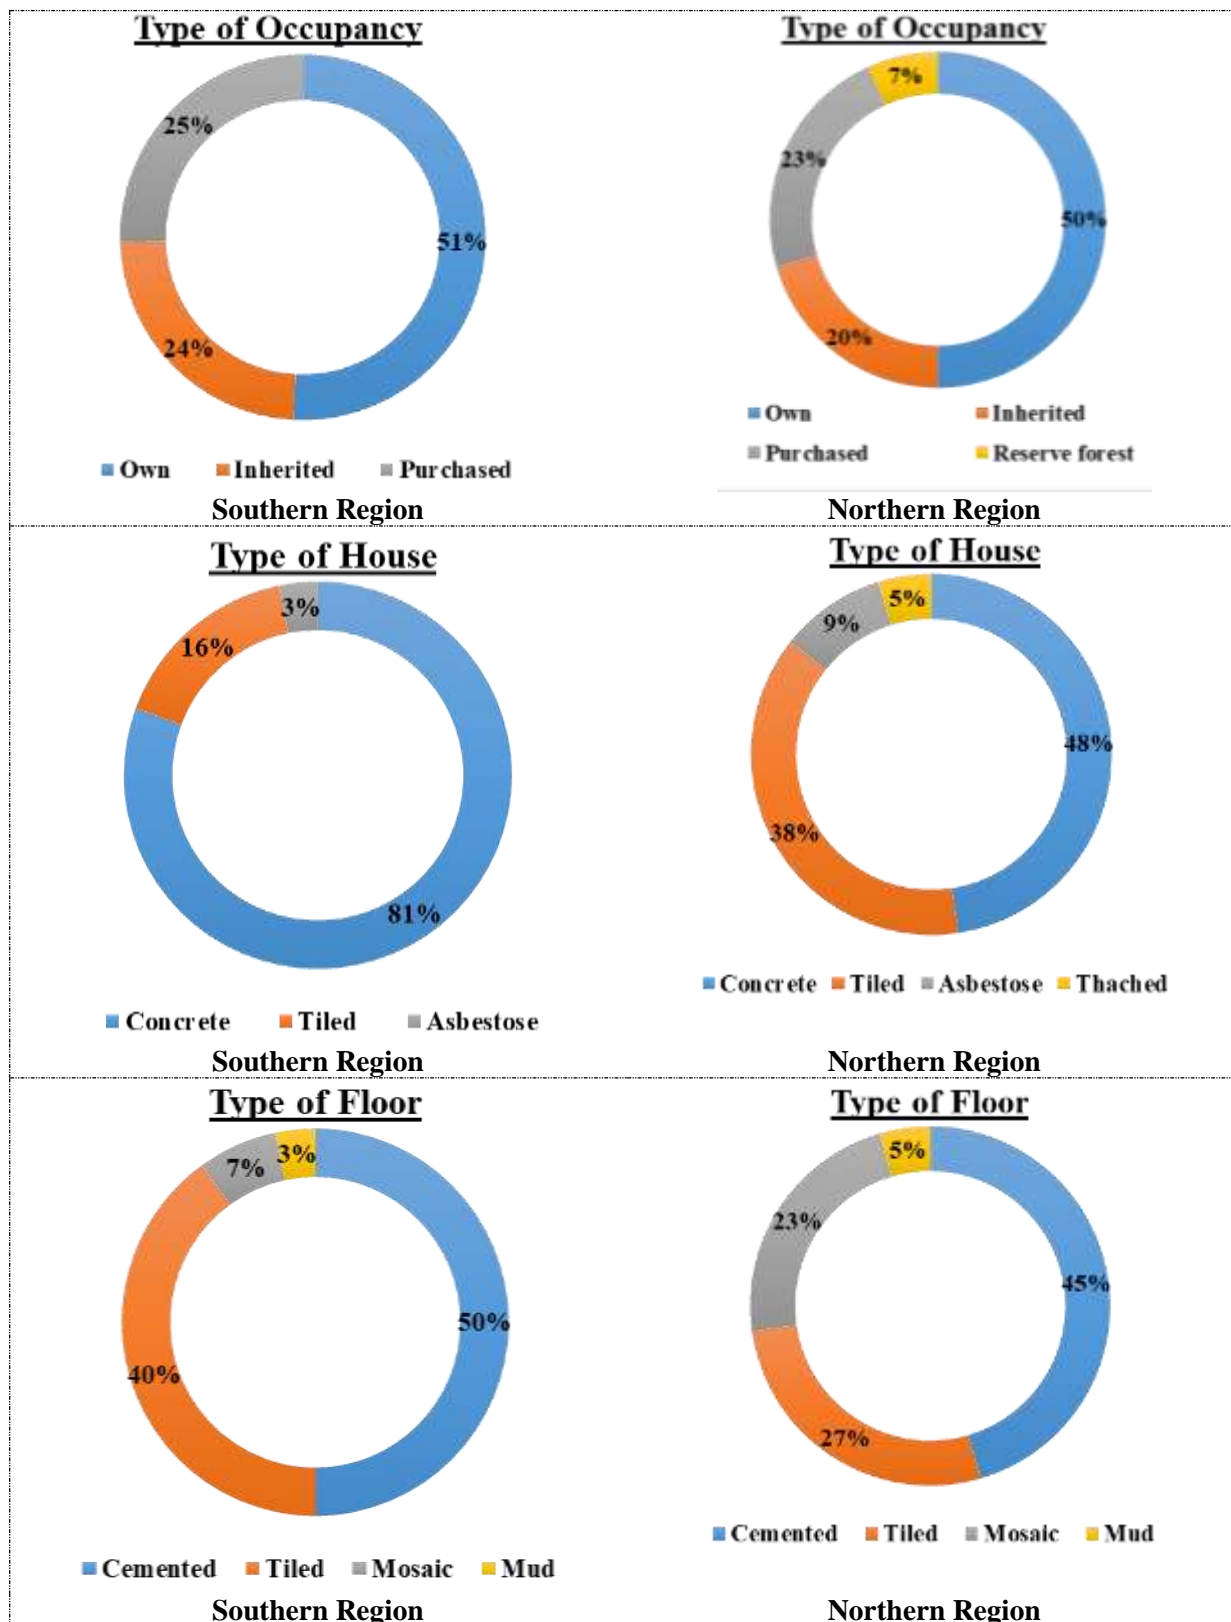 Type of Occupancy
25%
51%
24%
Own Inherited Purchased
Southern Region
Type of Occupancy
7%
23%
50%
20%
Own Inherited
Purchased Reserve forest
Northern Region
Type of House
3%
16%
81%
Concrete Tiled Asbestose
Southern Region
Type of House
5%
9%
48%
38%
Concrete Tiled Asbestose Thached
Northern Region
Type of Floor
3%
7%
50%
40%
Cemented Tiled Mosaic Mud
Southern Region
Type of Floor
5%
23%
45%
27%
Cemented Tiled Mosaic Mud
Northern Region